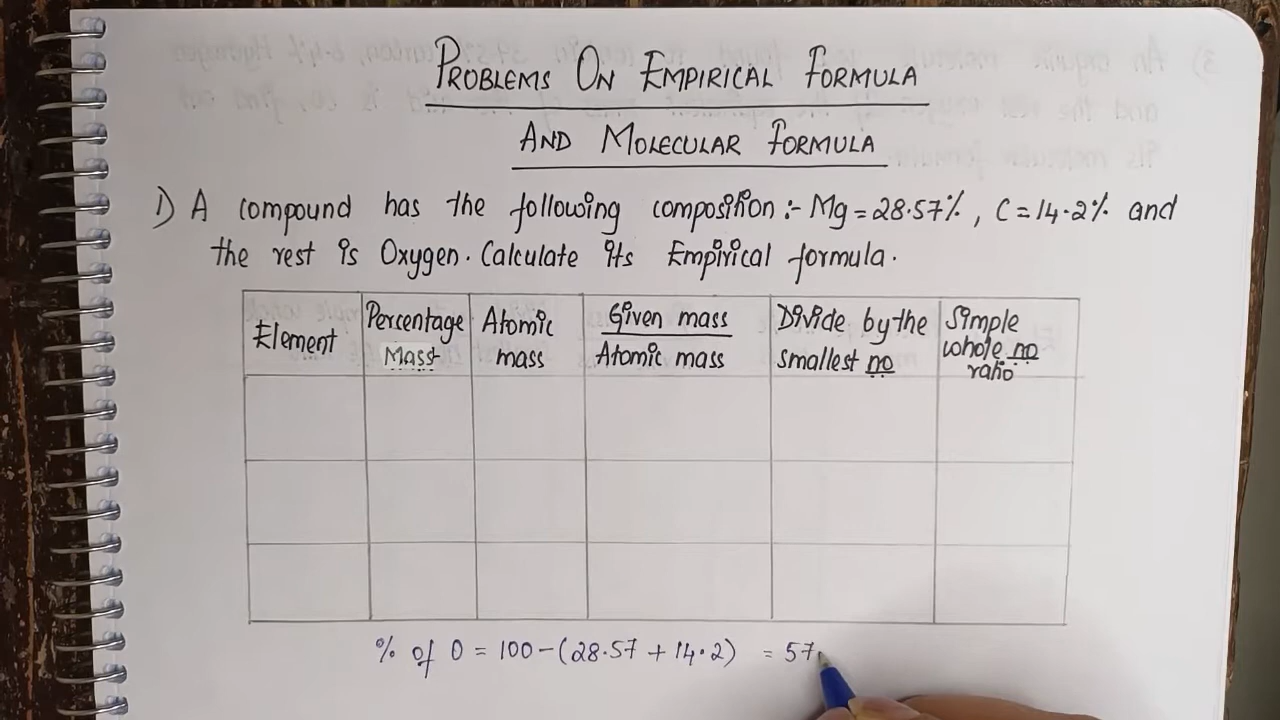 PROBLEMS ON EMPIRICAL FORMULA
AND MOLECULAR FORMULA
1) A compound has the following composition :- Mg = 28.57%, C = 14.2% and
the rest is Oxygen. Calculate its Empirical formula.
Element
Percentage
Mass
Atomic
mass
Given mass
Atomic mass
Divide by the
smallest no
Simple
whole no
ratio
% of O = 100 - (28.57 + 14.2) = 57